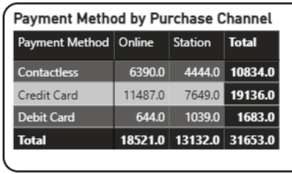 Payment Method by Purchase Channel
Payment Method Online Station Total
Contactless 6390.0 4444.0 10834.0
Credit Card 11487.0 7649.0 19136.0
Debit Card 644.0 1039.0 1683.0
Total 18521.0 13132.0 31653.0